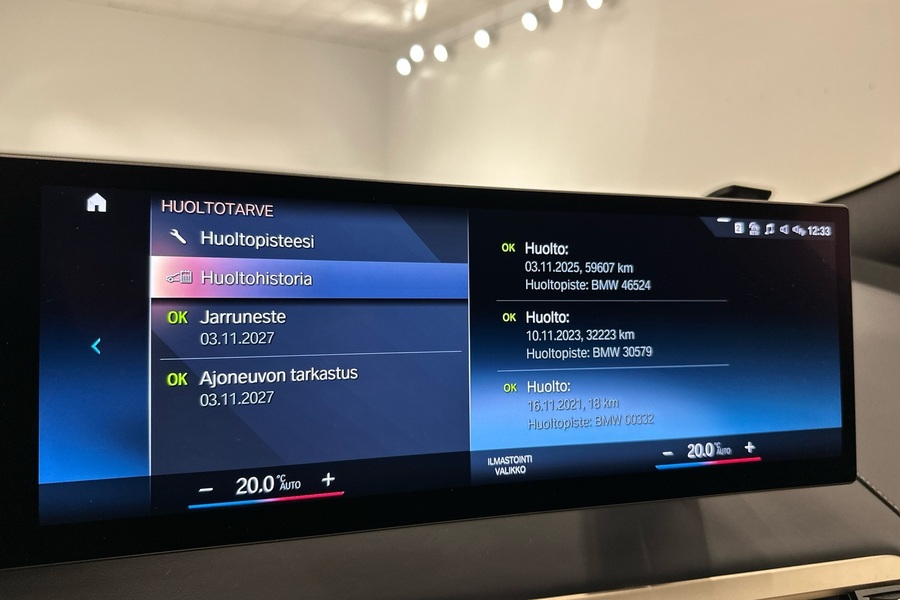 HUOLTOTARVE
Huoltopisteesi
Huoltohistoria
OK Jarruneste
03.11.2027
OK Ajoneuvon tarkastus
03.11.2027
20.0 °C AUTO
12:33
OK Huolto:
03.11.2025, 59607 km
Huoltopiste: BMW 46524
OK Huolto:
10.11.2023, 32223 km
Huoltopiste: BMW 30579
OK Huolto:
16.11.2021, 18 km
Huoltopiste: BMW 00332
ILMASTOINTI
VALIKKO
20.0 °C AUTO